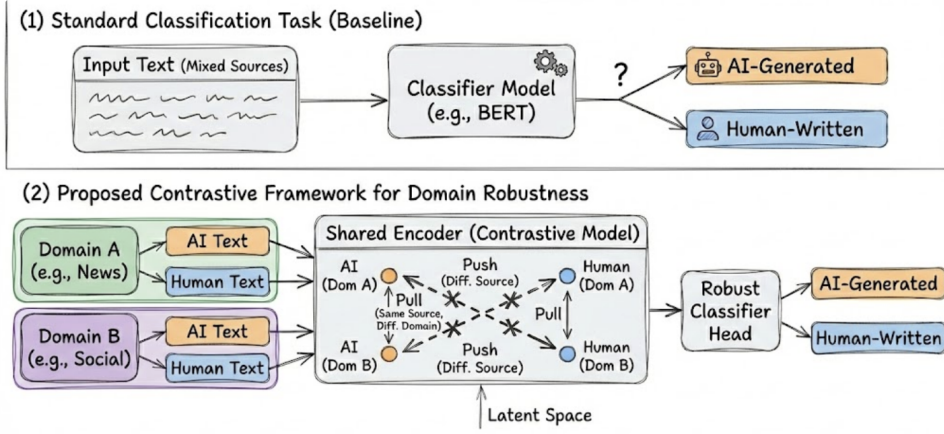 (1) Standard Classification Task (Baseline)
Input Text (Mixed Sources)
Classifier Model
(e.g., BERT)
?
AI-Generated
Human-Written
(2) Proposed Contrastive Framework for Domain Robustness
Domain A
(e.g., News)
AI Text
Human Text
Domain B
(e.g., Social)
AI Text
Human Text
Shared Encoder (Contrastive Model)
AI
(Dom A)
Push
(Diff. Source)
Human
(Dom A)
Pull
(Same Source,
Diff. Domain)
Pull
AI
(Dom B)
Push
(Diff. Source)
Human
(Dom B)
Latent Space
Robust
Classifier
Head
AI-Generated
Human-Written